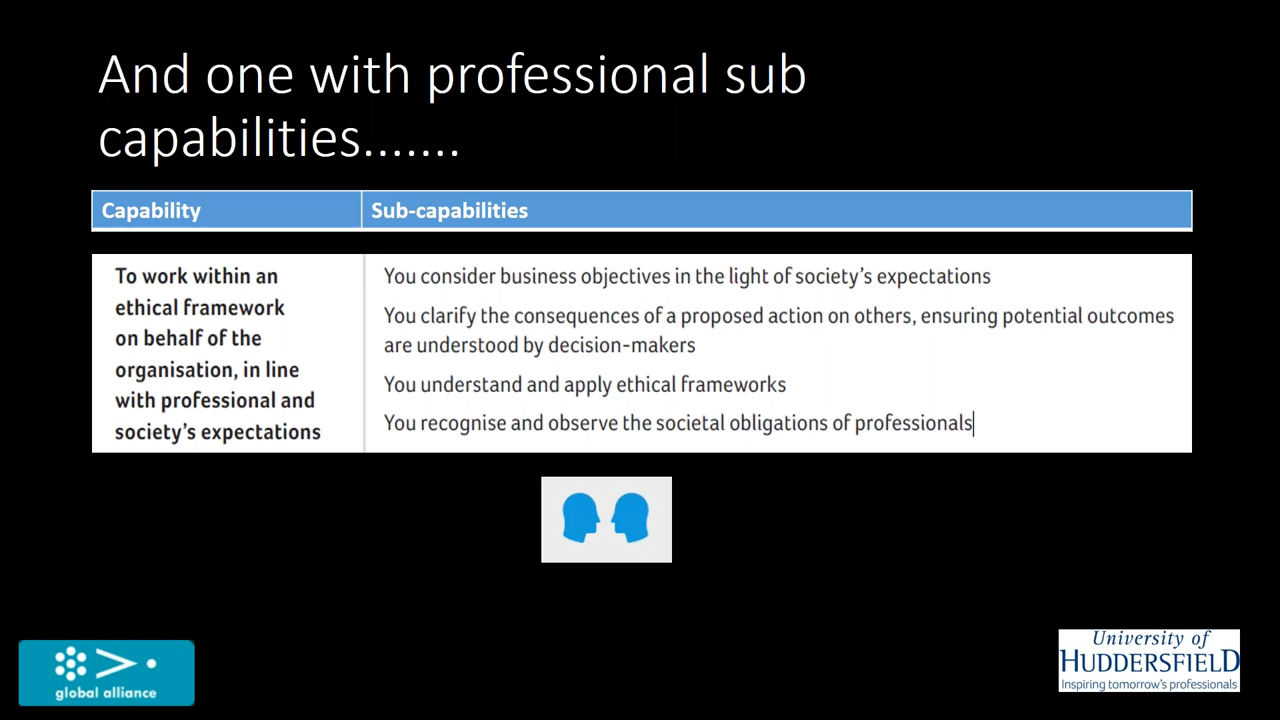 And one with professional sub
capabilities.......
Capability
Sub-capabilities
To work within an
ethical framework
on behalf of the
organisation, in line
with professional and
society's expectations
You consider business objectives in the light of society's expectations
You clarify the consequences of a proposed action on others, ensuring potential outcomes
are understood by decision-makers
You understand and apply ethical frameworks
You recognise and observe the societal obligations of professionals
global alliance
University of
HUDDERSFIELD
Inspiring tomorrow's professionals